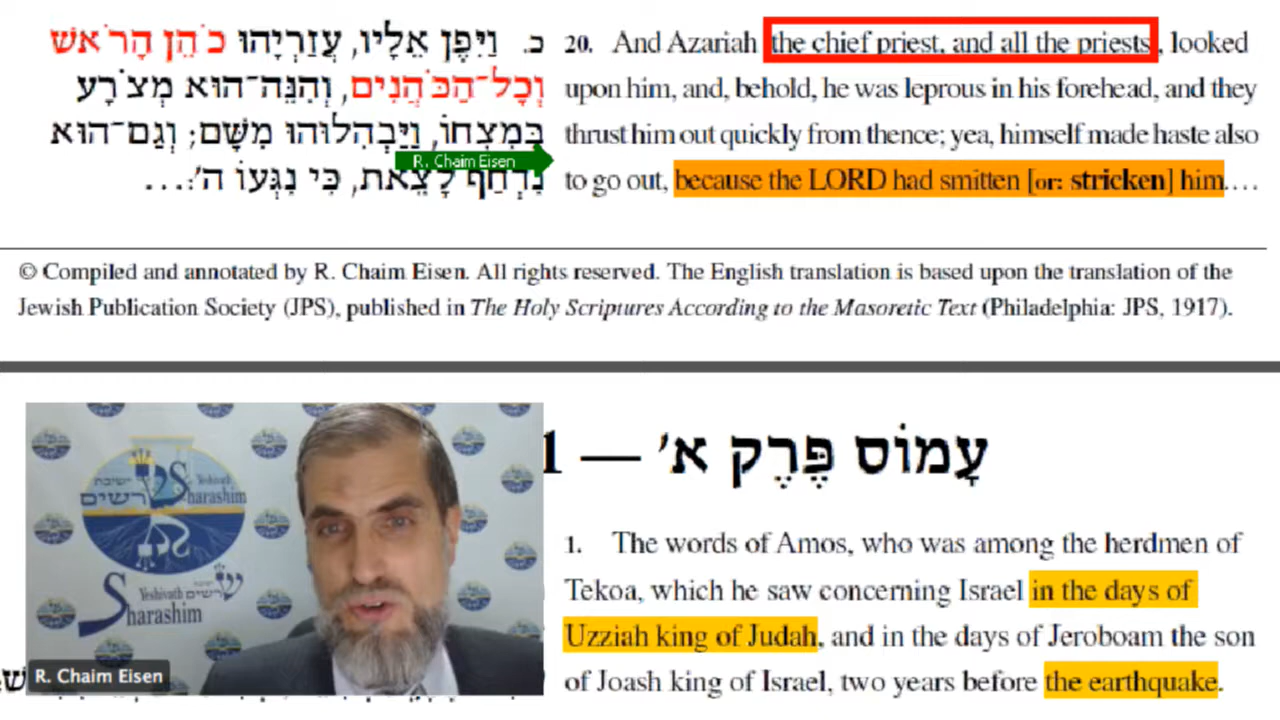 כ. וַיִּפֶן אֵלָיו, עֲזַרְיָהוּ כֹהֵן הָרֹאשׁ
וְכָל־הַכֹּהֲנִים, וְהִנֵּה־הוּא מְצֹרָע
בְּמִצְחוֹ, וַיַּבְהִלוּהוּ מִשָּׁם; וְגַם־הוּא
נִדְחַף לָצֵאת, כִּי נִגְּעוֹ ה':...
R. Chaim Eisen
20. And Azariah the chief priest, and all the priests, looked
upon him, and, behold, he was leprous in his forehead, and they
thrust him out quickly from thence; yea, himself made haste also
to go out, because the LORD had smitten [or: stricken] him....
© Compiled and annotated by R. Chaim Eisen. All rights reserved. The English translation is based upon the translation of the
Jewish Publication Society (JPS), published in The Holy Scriptures According to the Masoretic Text (Philadelphia: JPS, 1917).
עָמוֹס פֶּרֶק א' — 1
1. The words of Amos, who was among the herdmen of
Tekoa, which he saw concerning Israel in the days of
Uzziah king of Judah, and in the days of Jeroboam the son
of Joash king of Israel, two years before the earthquake.
ישיבת Yeshivath
שרשים Sharashim
Yeshivath שרשים
Sharashim
R. Chaim Eisen